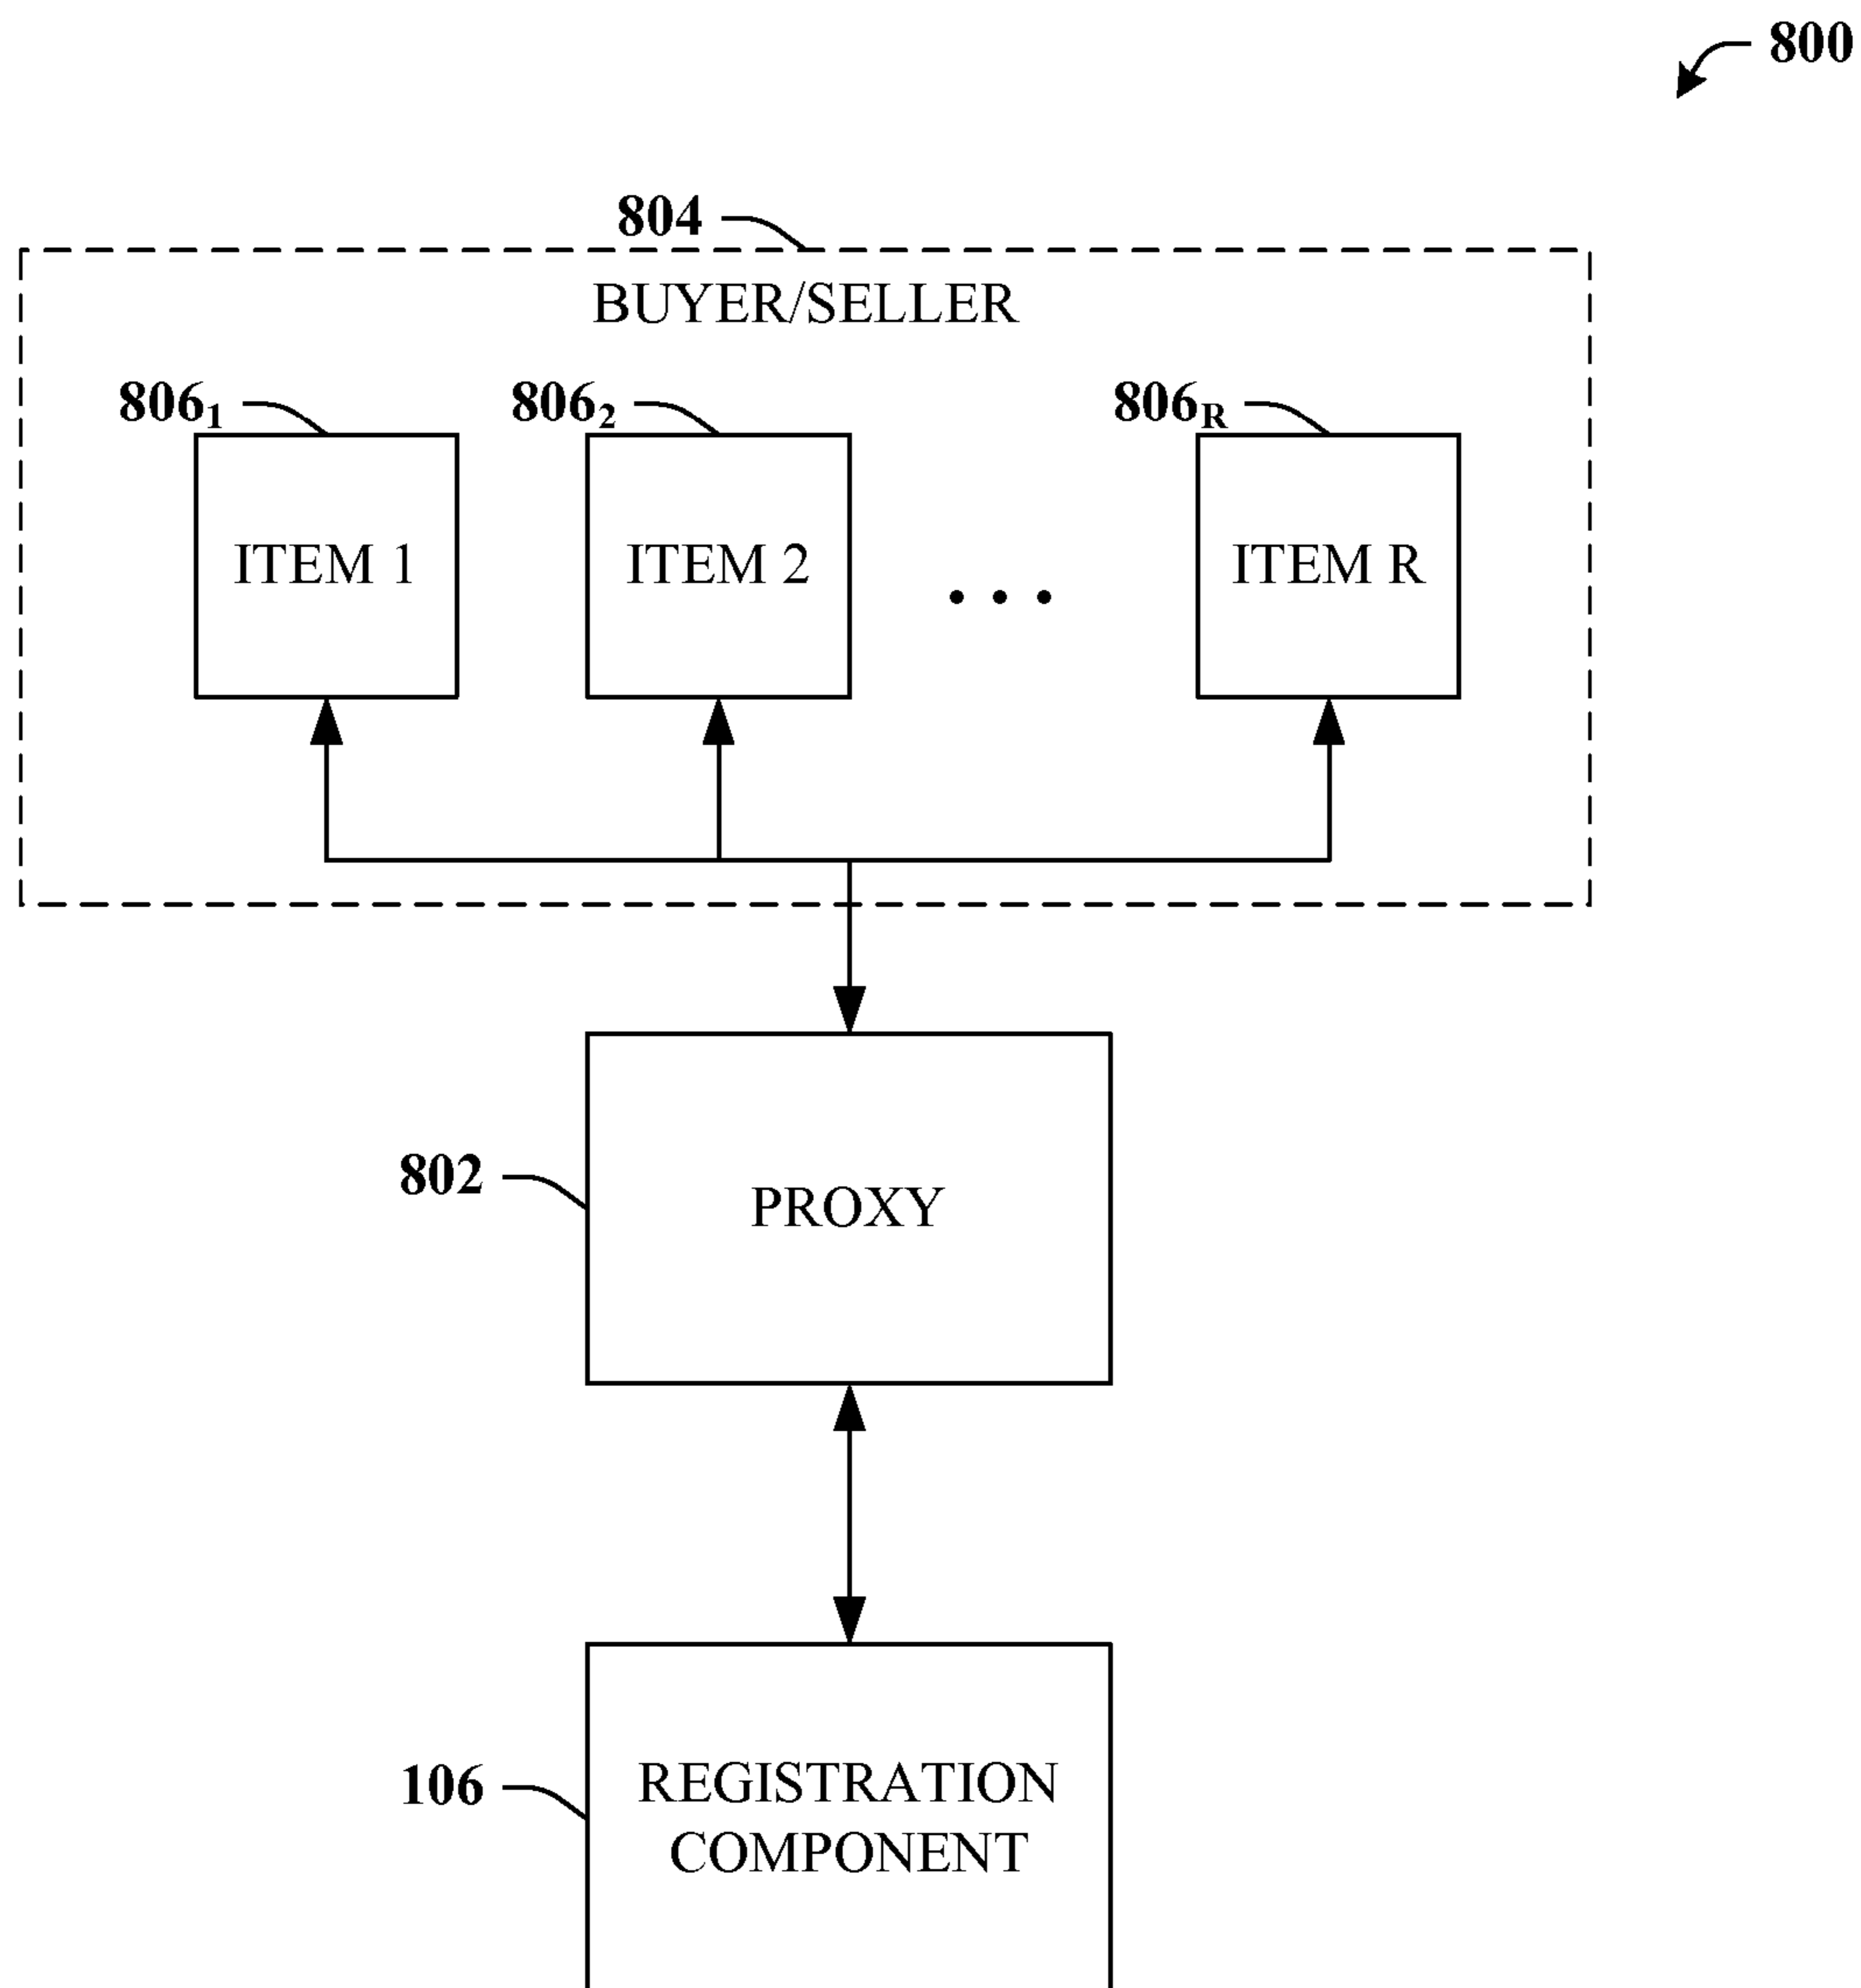 800
804
BUYER/SELLER
806₁
806₂
806R
ITEM 1
ITEM 2
. . .
ITEM R
802
PROXY
106
REGISTRATION
COMPONENT